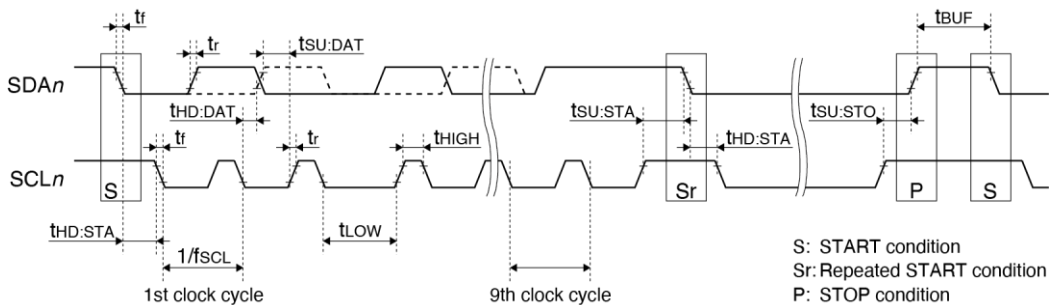 tf
tr
tSU:DAT
tBUF
SDAn
tHD:DAT
tSU:STA
tSU:STO
tf
tr
tHIGH
tHD:STA
SCLn
S
Sr
P
S
tHD:STA
tLOW
1/fSCL
1st clock cycle
9th clock cycle
S: START condition
Sr: Repeated START condition
P: STOP condition